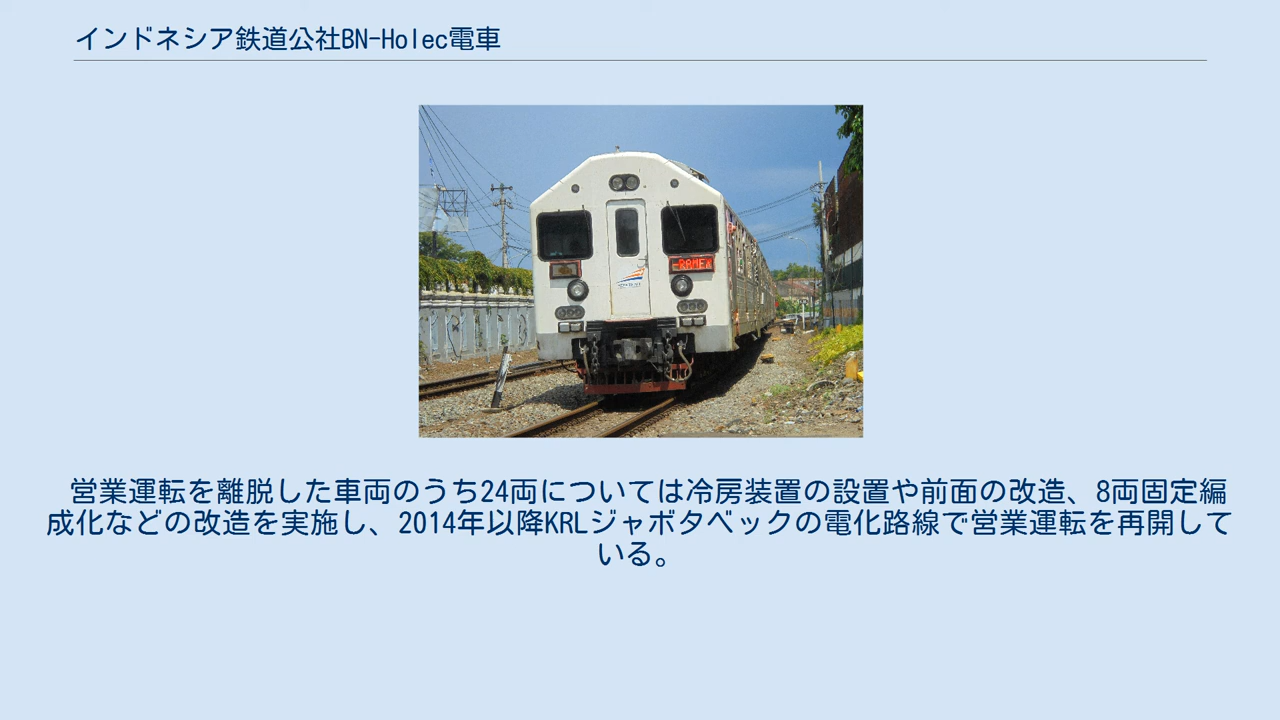 インドネシア鉄道公社BN-Holec電車
営業運転を離脱した車両のうち24両については冷房装置の設置や前面の改造、8両固定編
成化などの改造を実施し、2014年以降KRLジャボタベックの電化路線で営業運転を再開して
いる。